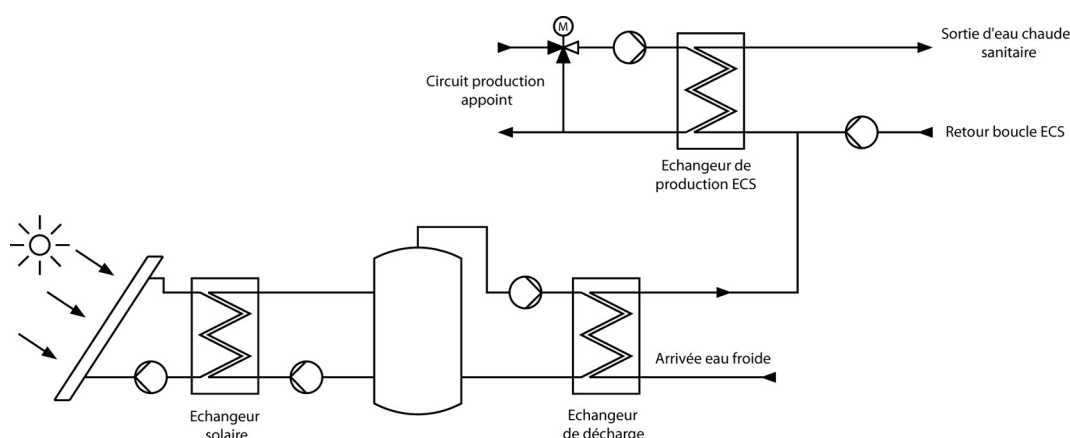 M
Sortie d'eau chaude
sanitaire
Circuit production
appoint
Retour boucle ECS
Echangeur de
production ECS
Arrivée eau froide
Echangeur
solaire
Echangeur
de décharge